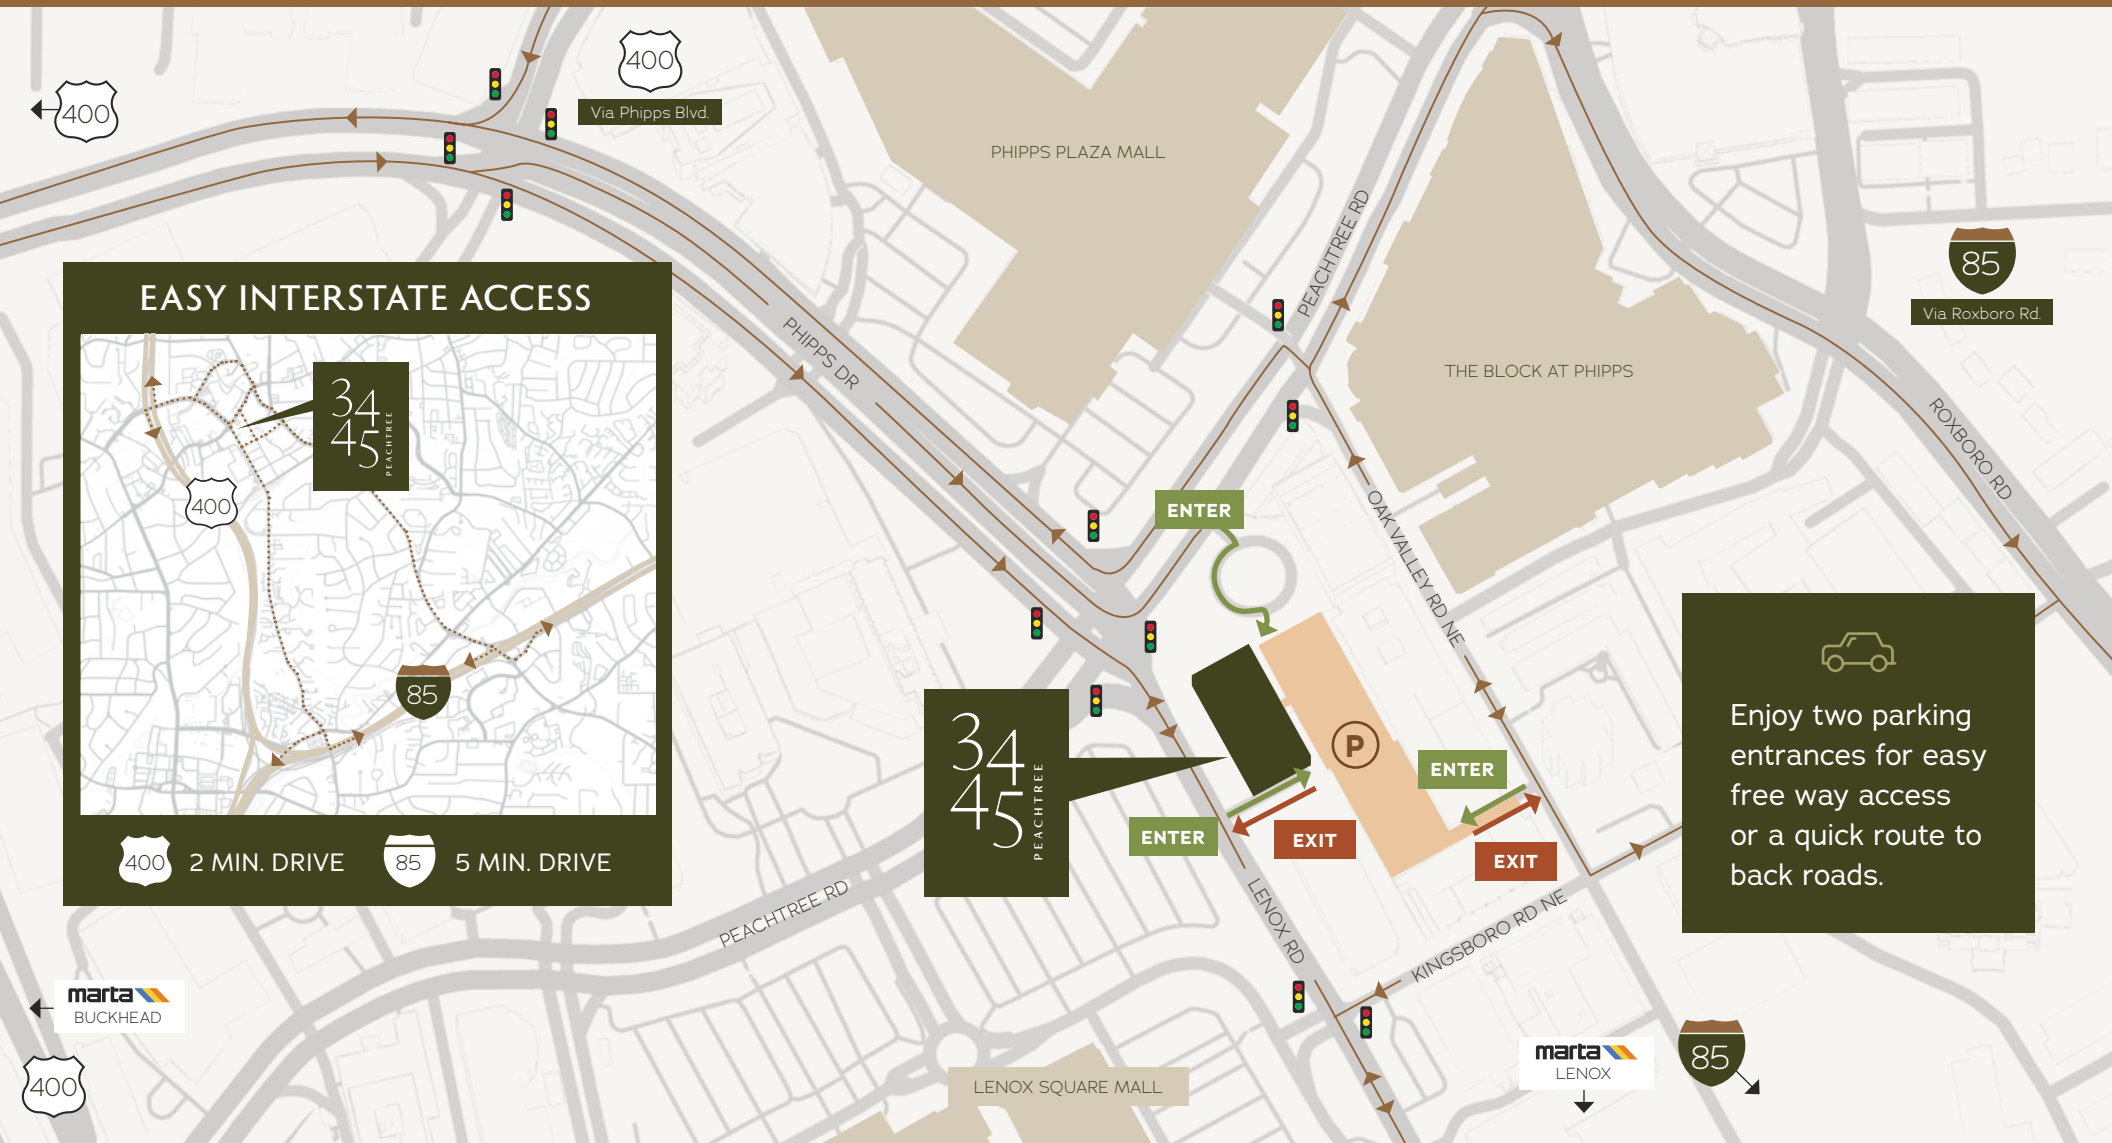 400
Via Phipps Blvd.
400
PHIPPS PLAZA MALL
PEACHTREE RD
85
Via Roxboro Rd.
EASY INTERSTATE ACCESS
34
45
PEACHTREE
400
85
400
2 MIN. DRIVE
85
5 MIN. DRIVE
PHIPPS DR
THE BLOCK AT PHIPPS
ROXBORO RD
ENTER
OAK VALLEY RD NE
34
45
PEACHTREE
P
ENTER
ENTER
EXIT
EXIT
Enjoy two parking
entrances for easy
free way access
or a quick route to
back roads.
PEACHTREE RD
LENOX RD
KINGSBORO RD NE
marta
BUCKHEAD
400
LENOX SQUARE MALL
marta
LENOX
85